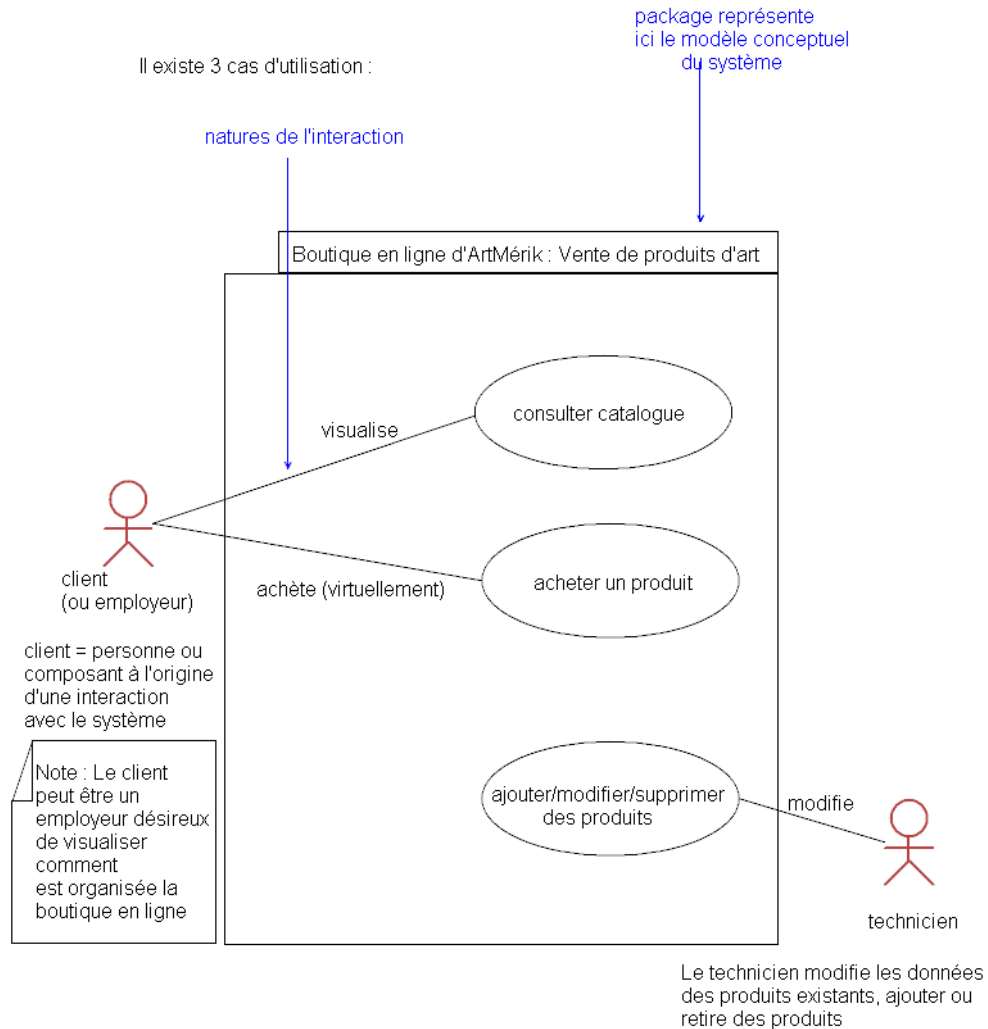 package représente
ici le modèle conceptuel
du système
Il existe 3 cas d'utilisation :
natures de l'interaction
Boutique en ligne d'ArtMérik : Vente de produits d'art
consulter catalogue
visualise
client
(ou employeur)
achète (virtuellement)
acheter un produit
client = personne ou
composant à l'origine
d'une interaction
avec le système
Note : Le client
peut être un
employeur désireux
de visualiser
comment
est organisée la
boutique en ligne
ajouter/modifier/supprimer
des produits
modifie
technicien
Le technicien modifie les données
des produits existants, ajouter ou
retire des produits